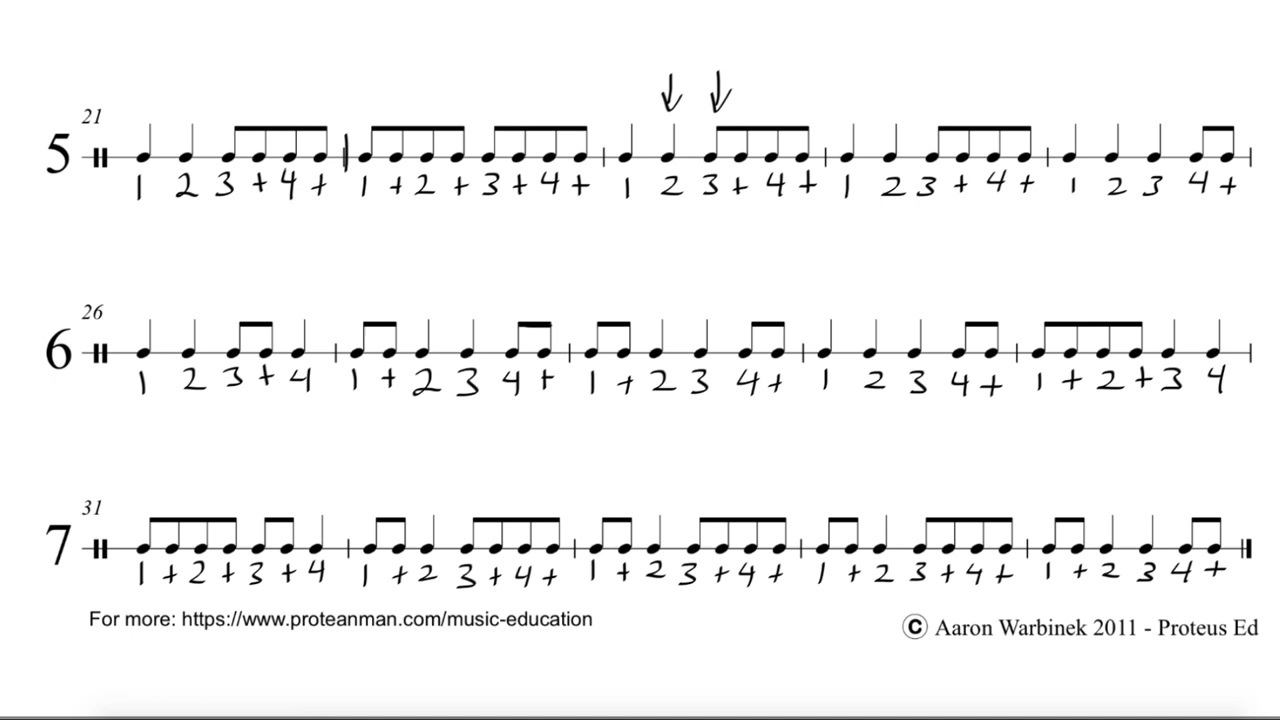 21
5
1 2 3 + 4 + 1 + 2 + 3 + 4 + 1 2 3 + 4 + 1 2 3 + 4 + 1 2 3 4 +
26
6
1 2 3 + 4 1 + 2 3 4 + 1 + 2 3 4 + 1 2 3 4 + 1 + 2 + 3 4
31
7
1 + 2 + 3 + 4 1 + 2 3 + 4 + 1 + 2 3 + 4 + 1 + 2 3 + 4 + 1 + 2 3 4 +
For more: https://www.proteanman.com/music-education
© Aaron Warbinek 2011 - Proteus Ed